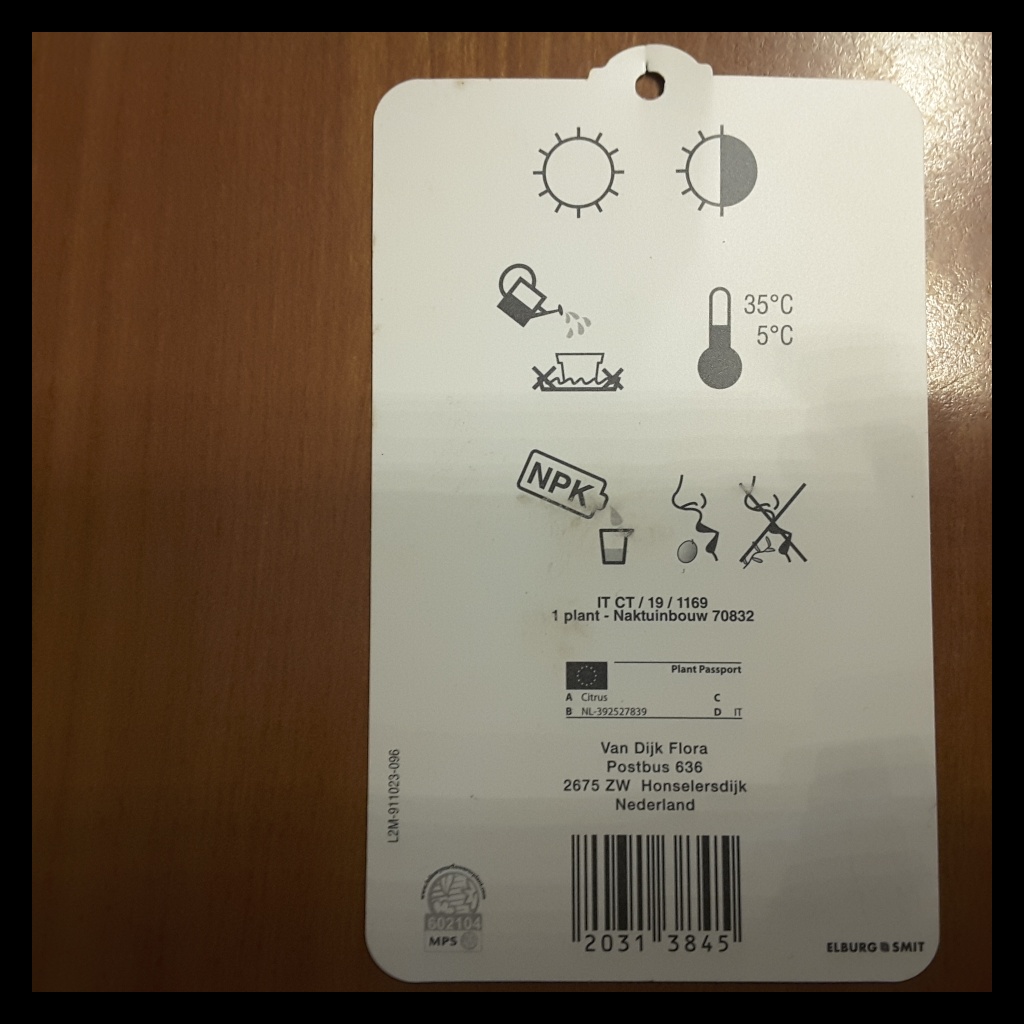 35°C
5°C
NPK
IT CT / 19 / 1169
1 plant - Naktuinbouw 70832
Plant Passport
A Citrus C
B NL-392527839 D IT
Van Dijk Flora
Postbus 636
2675 ZW Honselersdijk
Nederland
L2M-911023-096
602104
MPS
2031 3845
ELBURG SMIT